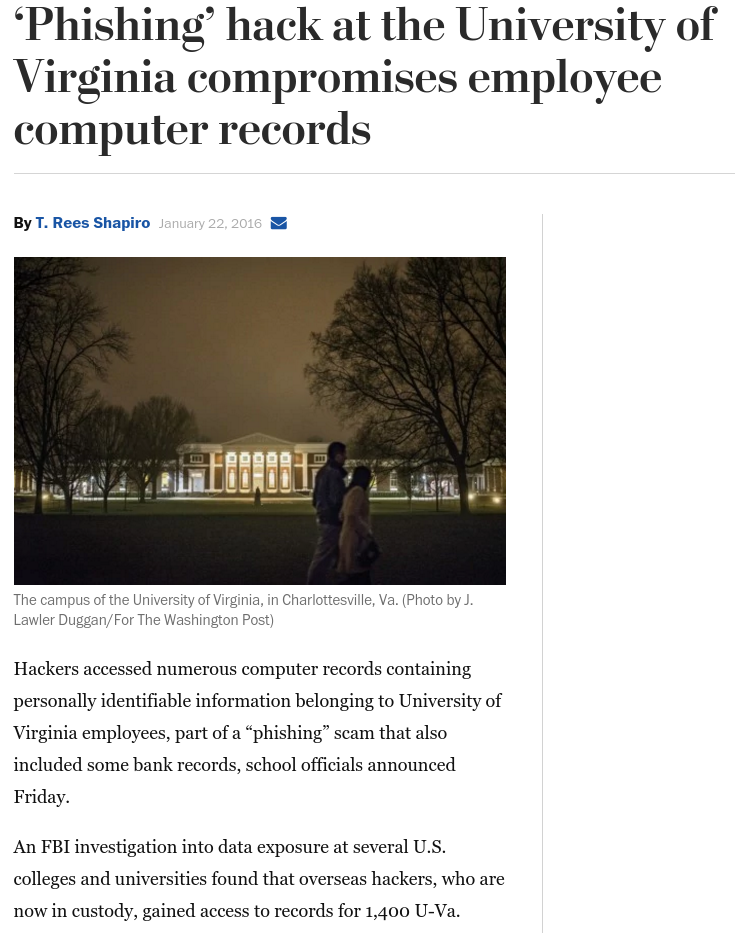 ‘Phishing’ hack at the University of
Virginia compromises employee
computer records
By T. Rees Shapiro January 22, 2016
The campus of the University of Virginia, in Charlottesville, Va. (Photo by J.
Lawler Duggan/For The Washington Post)
Hackers accessed numerous computer records containing
personally identifiable information belonging to University of
Virginia employees, part of a “phishing” scam that also
included some bank records, school officials announced
Friday.
An FBI investigation into data exposure at several U.S.
colleges and universities found that overseas hackers, who are
now in custody, gained access to records for 1,400 U-Va.